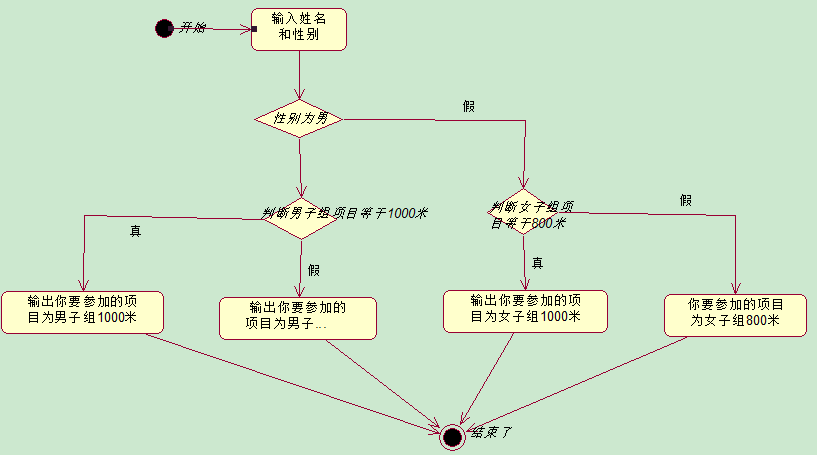 开始
输入姓名
和性别
性别为男
假
判断男子组项目等于1000米
判断女子组项
目等于800米
真
假
假
真
输出你要参加的项
目为男子组1000米
输出你要参加的
项目为男子...
输出你要参加的项
目为女子组1000米
你要参加的项目
为女子组800米
结束了